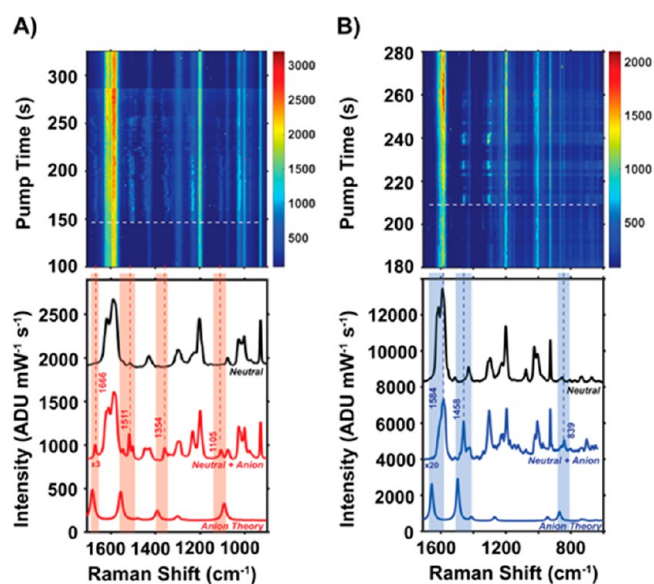 A)
B)
Pump Time (s)
300
250
200
150
100
3000
2500
2000
1500
1000
500
Pump Time (s)
280
260
240
220
200
180
2000
1500
1000
500
Intensity (ADU mW⁻¹ s⁻¹)
2500
2000
1500
1000
500
0
Neutral
1666
1511
1354
1105
x3
Neutral + Anion
Anion Theory
1600 1400 1200 1000
Raman Shift (cm⁻¹)
Intensity (ADU mW⁻¹ s⁻¹)
12000
10000
8000
6000
4000
2000
0
Neutral
1584
1458
839
x20
Neutral + Anion
Anion Theory
1600 1200 800
Raman Shift (cm⁻¹)